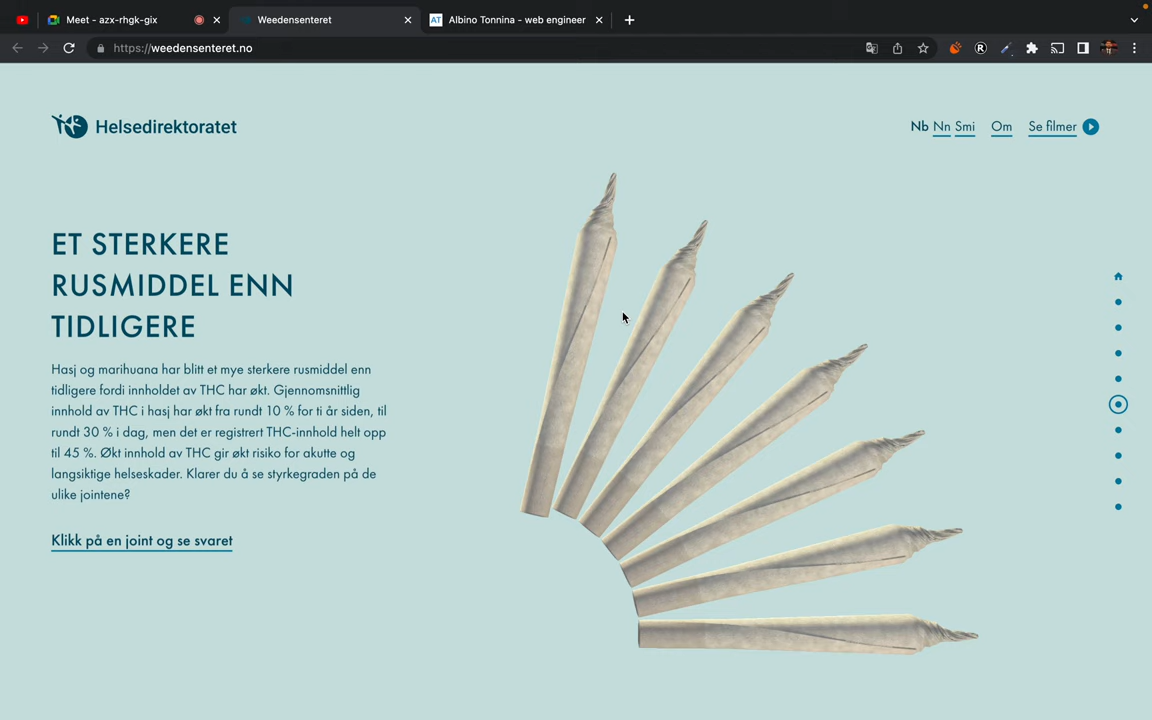 Meet - azx-rhgk-gix
Weedensenteret
AT
Albino Tonnina - web engineer
https://weedensenteret.no
R
Helsedirektoratet
Nb Nn Smi Om Se filmer
ET STERKERE
RUSMIDDEL ENN
TIDLIGERE
Hasj og marihuana har blitt et mye sterkere rusmiddel enn
tidligere fordi innholdet av THC har økt. Gjennomsnittlig
innhold av THC i hasj har økt fra rundt 10 % for ti år siden, til
rundt 30 % i dag, men det er registrert THC-innhold helt opp
til 45 %. Økt innhold av THC gir økt risiko for akutte og
langsiktige helseskader. Klarer du å se styrkegraden på de
ulike jointene?
Klikk på en joint og se svaret